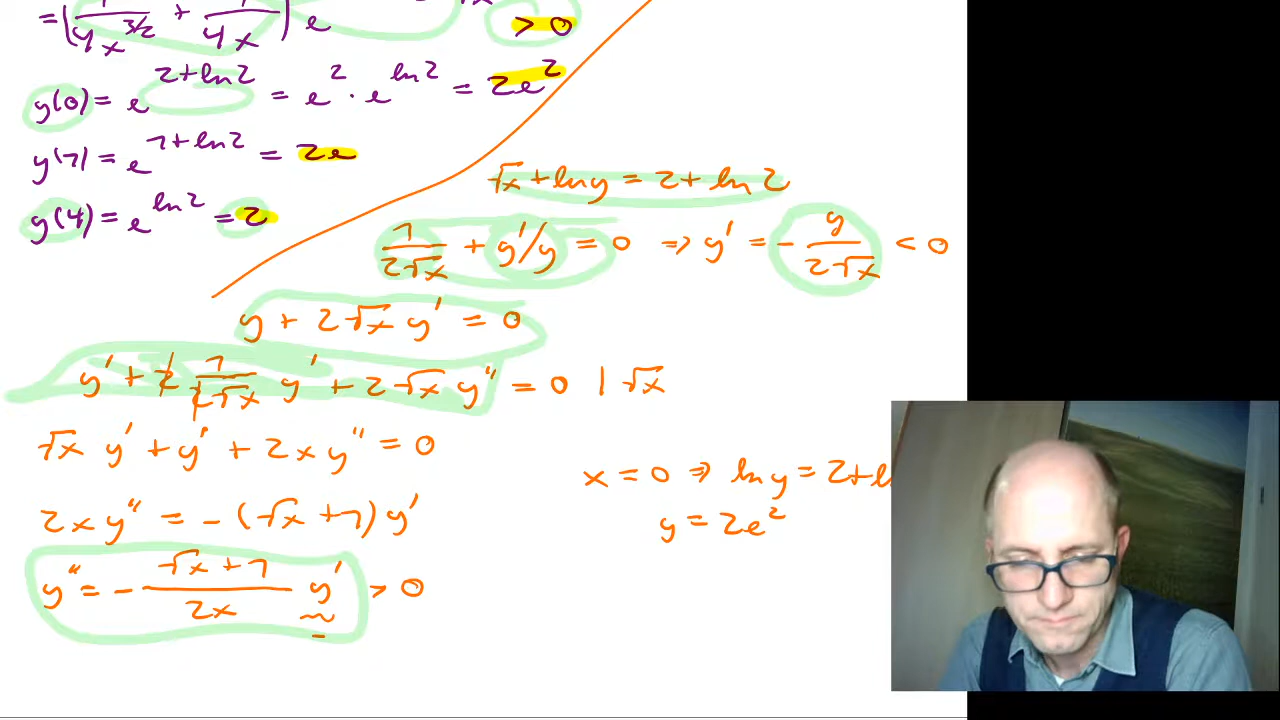 = (1/4x^{3/2} + 1/4x) e
> 0
y(0) = e^{2+ln2} = e^2 · e^{ln2} = 2e^2
y(1) = e^{1+ln2} = 2e
y(4) = e^{ln2} = 2
√x + ln y = 2 + ln 2
1/2√x + y'/y = 0 ⇒ y' = - y/2√x < 0
y + 2√x y' = 0
y' + 2 1/2√x y' + 2√x y'' = 0 | √x
√x y' + y' + 2x y'' = 0
x = 0 ⇒ ln y = 2+
2x y'' = -(√x + 1) y'
y = 2e^2
y'' = - √x + 1/2x y' > 0